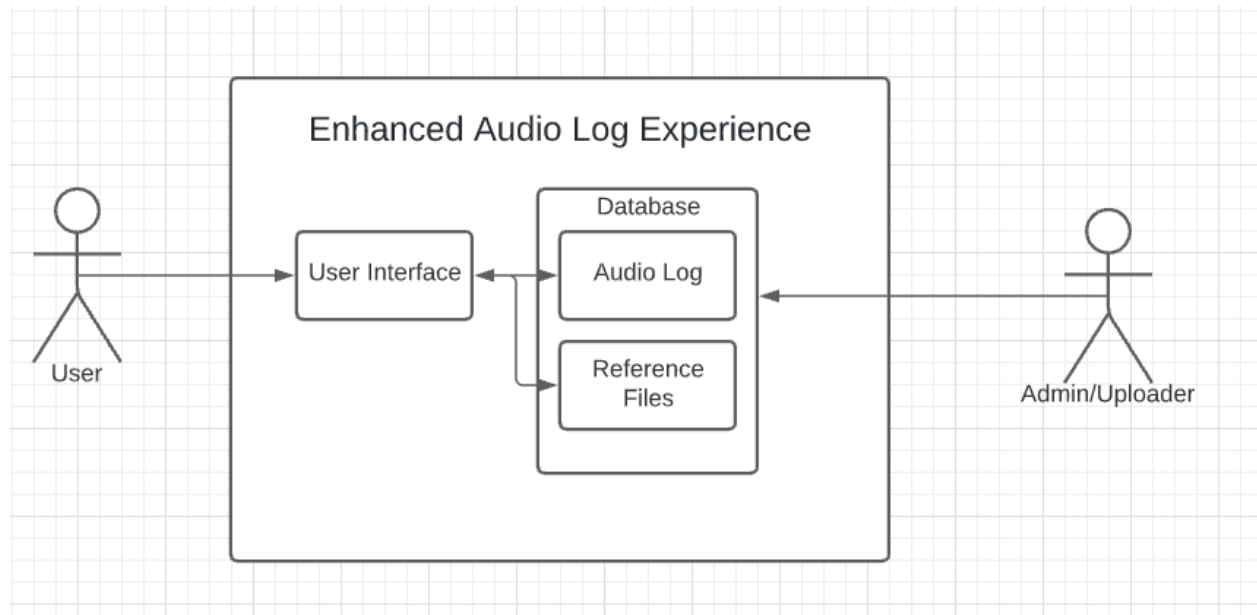 Enhanced Audio Log Experience
Database
User Interface
Audio Log
Reference
Files
User
Admin/Uploader